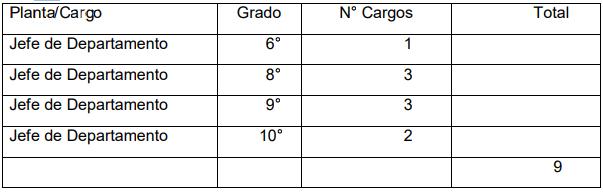 Planta/Cargo Grado N° Cargos Total
Jefe de Departamento 6° 1
Jefe de Departamento 8° 3
Jefe de Departamento 9° 3
Jefe de Departamento 10° 2
9